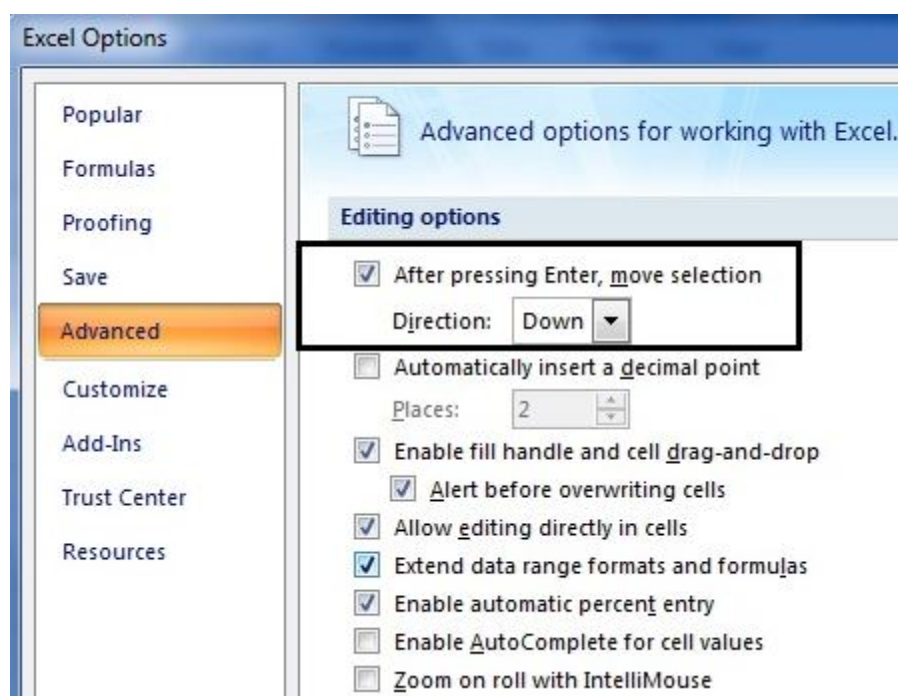 Excel Options
Popular
Formulas
Proofing
Save
Advanced
Customize
Add-Ins
Trust Center
Resources
Advanced options for working with Excel.
Editing options
After pressing Enter, move selection
Direction: Down
Automatically insert a decimal point
Places: 2
Enable fill handle and cell drag-and-drop
Alert before overwriting cells
Allow editing directly in cells
Extend data range formats and formulas
Enable automatic percent entry
Enable AutoComplete for cell values
Zoom on roll with IntelliMouse